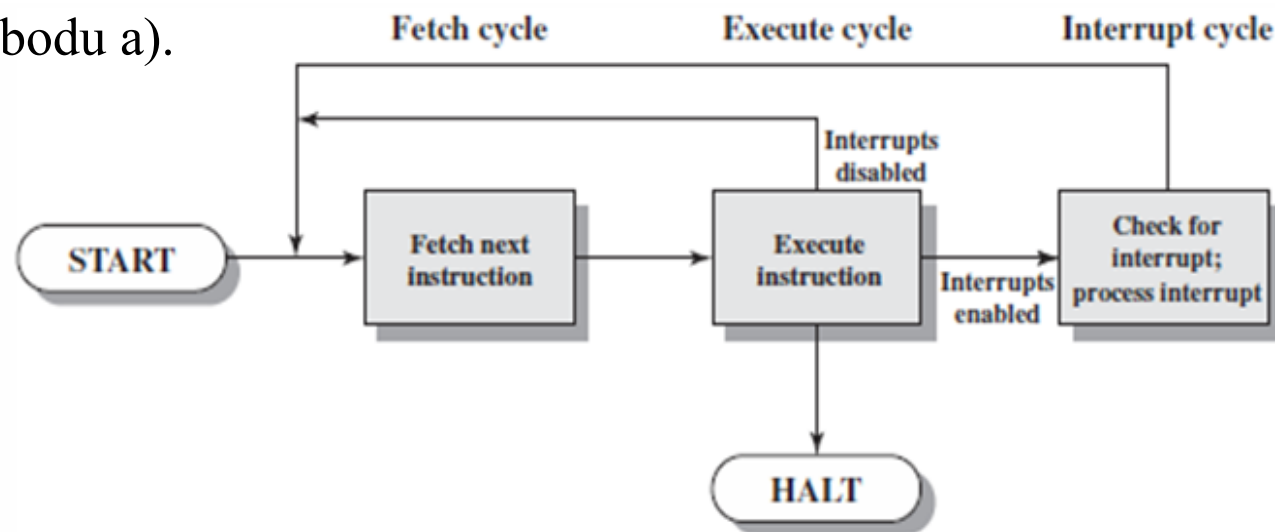 bodu a).
Fetch cycle
Execute cycle
Interrupt cycle
Interrupts
disabled
START
Fetch next
instruction
Execute
instruction
Interrupts
enabled
Check for
interrupt;
process interrupt
HALT